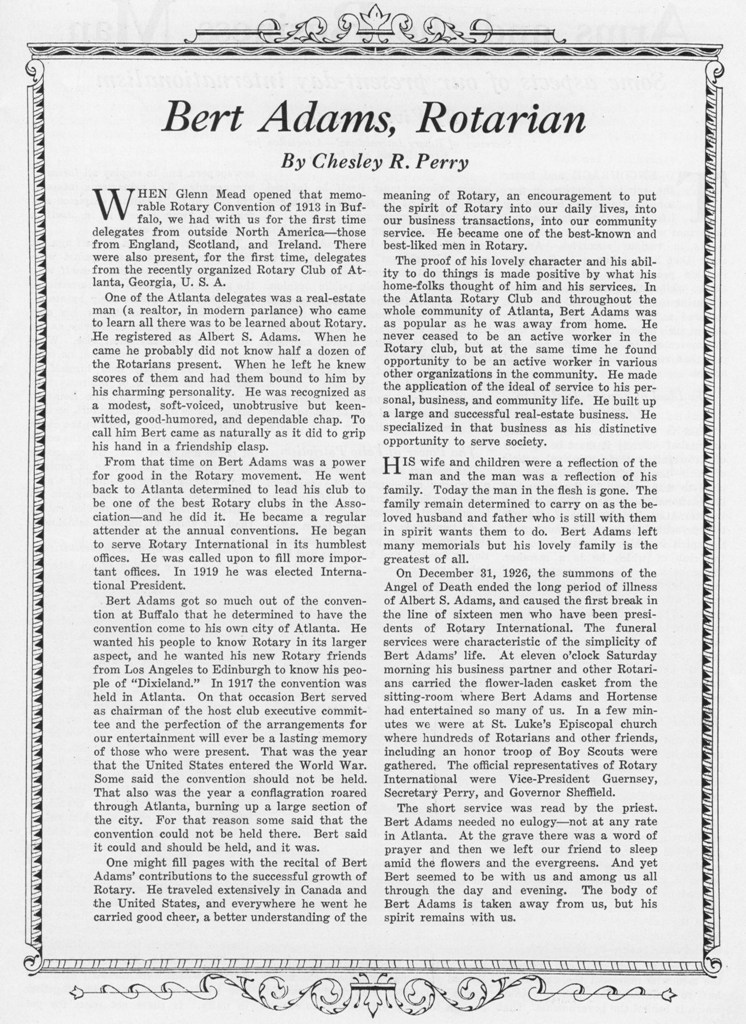 Bert Adams, Rotarian
By Chesley R. Perry
WHEN Glenn Mead opened that memo-
rable Rotary Convention of 1913 in Buf-
falo, we had with us for the first time
delegates from outside North America—those
from England, Scotland, and Ireland. There
were also present, for the first time, delegates
from the recently organized Rotary Club of At-
lanta, Georgia, U. S. A.
One of the Atlanta delegates was a real-estate
man (a realtor, in modern parlance) who came
to learn all there was to be learned about Rotary.
He registered as Albert S. Adams. When he
came he probably did not know half a dozen of
the Rotarians present. When he left he knew
scores of them and had them bound to him by
his charming personality. He was recognized as
a modest, soft-voiced, unobtrusive but keen-
witted, good-humored, and dependable chap. To
call him Bert came as naturally as it did to grip
his hand in a friendship clasp.
From that time on Bert Adams was a power
for good in the Rotary movement. He went
back to Atlanta determined to lead his club to
be one of the best Rotary clubs in the Asso-
ciation—and he did it. He became a regular
attender at the annual conventions. He began
to serve Rotary International in its humblest
offices. He was called upon to fill more impor-
tant offices. In 1919 he was elected Interna-
tional President.
Bert Adams got so much out of the conven-
tion at Buffalo that he determined to have the
convention come to his own city of Atlanta. He
wanted his people to know Rotary in its larger
aspect, and he wanted his new Rotary friends
from Los Angeles to Edinburgh to know his peo-
ple of "Dixieland." In 1917 the convention was
held in Atlanta. On that occasion Bert served
as chairman of the host club executive commit-
tee and the perfection of the arrangements for
our entertainment will ever be a lasting memory
of those who were present. That was the year
that the United States entered the World War.
Some said the convention should not be held.
That also was the year a conflagration roared
through Atlanta, burning up a large section of
the city. For that reason some said that the
convention could not be held there. Bert said
it could and should be held, and it was.
One might fill pages with the recital of Bert
Adams' contributions to the successful growth of
Rotary. He traveled extensively in Canada and
the United States, and everywhere he went he
carried good cheer, a better understanding of the
meaning of Rotary, an encouragement to put
the spirit of Rotary into our daily lives, into
our business transactions, into our community
service. He became one of the best-known and
best-liked men in Rotary.
The proof of his lovely character and his abil-
ity to do things is made positive by what his
home-folks thought of him and his services. In
the Atlanta Rotary Club and throughout the
whole community of Atlanta, Bert Adams was
as popular as he was away from home. He
never ceased to be an active worker in the
Rotary club, but at the same time he found
opportunity to be an active worker in various
other organizations in the community. He made
the application of the ideal of service to his per-
sonal, business, and community life. He built up
a large and successful real-estate business. He
specialized in that business as his distinctive
opportunity to serve society.
HIS wife and children were a reflection of the
man and the man was a reflection of his
family. Today the man in the flesh is gone. The
family remain determined to carry on as the be-
loved husband and father who is still with them
in spirit wants them to do. Bert Adams left
many memorials but his lovely family is the
greatest of all.
On December 31, 1926, the summons of the
Angel of Death ended the long period of illness
of Albert S. Adams, and caused the first break in
the line of sixteen men who have been presi-
dents of Rotary International. The funeral
services were characteristic of the simplicity of
Bert Adams' life. At eleven o'clock Saturday
morning his business partner and other Rotari-
ans carried the flower-laden casket from the
sitting-room where Bert Adams and Hortense
had entertained so many of us. In a few min-
utes we were at St. Luke's Episcopal church
where hundreds of Rotarians and other friends,
including an honor troop of Boy Scouts were
gathered. The official representatives of Rotary
International were Vice-President Guernsey,
Secretary Perry, and Governor Sheffield.
The short service was read by the priest.
Bert Adams needed no eulogy—not at any rate
in Atlanta. At the grave there was a word of
prayer and then we left our friend to sleep
amid the flowers and the evergreens. And yet
Bert seemed to be with us and among us all
through the day and evening. The body of
Bert Adams is taken away from us, but his
spirit remains with us.